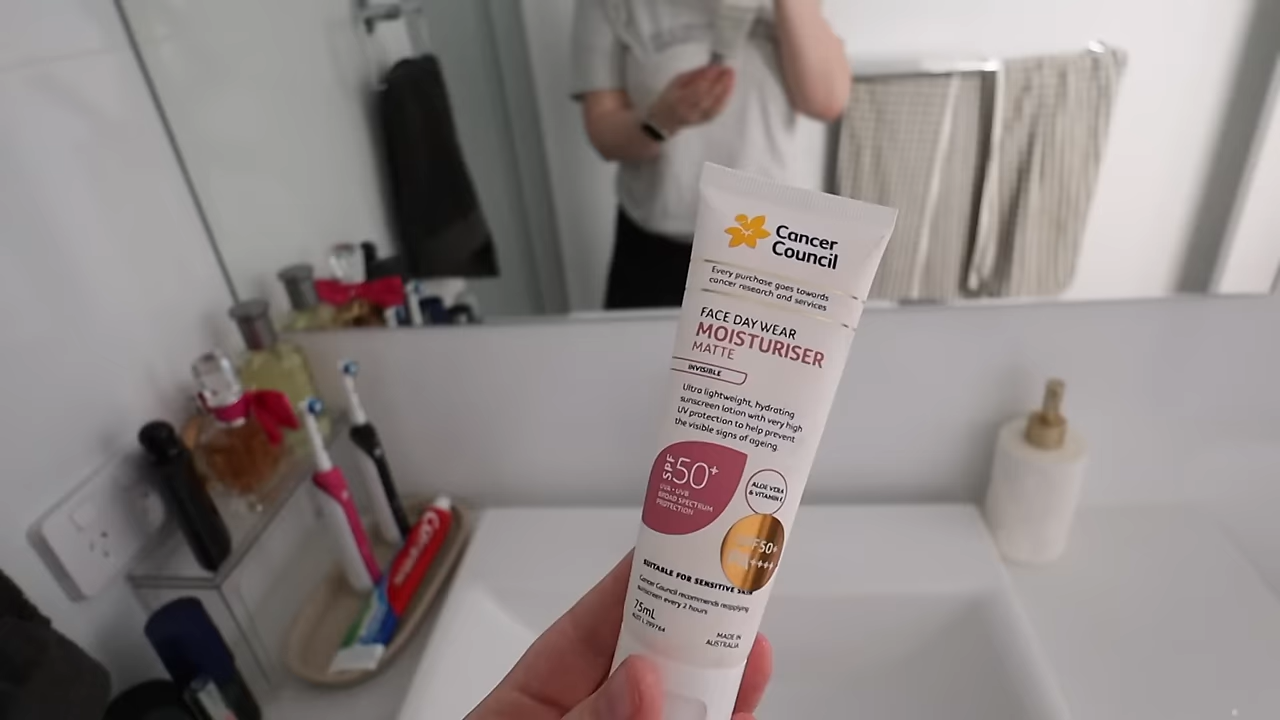 Cancer
Council
Every purchase goes towards
cancer research and services
FACE DAY WEAR
MOISTURISER
MATTE
INVISIBLE
Ultra lightweight, hydrating
sunscreen lotion with very high
UV protection to help prevent
the visible signs of ageing.
SPF 50+
UVA - UVB
BROAD SPECTRUM
PROTECTION
ALOE VERA
& VITAMIN E
SPF50+
PA++++
SUITABLE FOR SENSITIVE SKIN
Cancer Council recommends reapplying
sunscreen every 2 hours
75mL
MADE IN
AUSTRALIA
Colgate